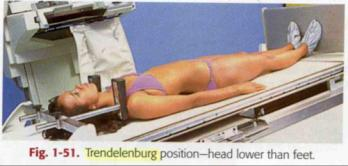 Fig. 1-51. Trendelenburg position—head lower than feet.